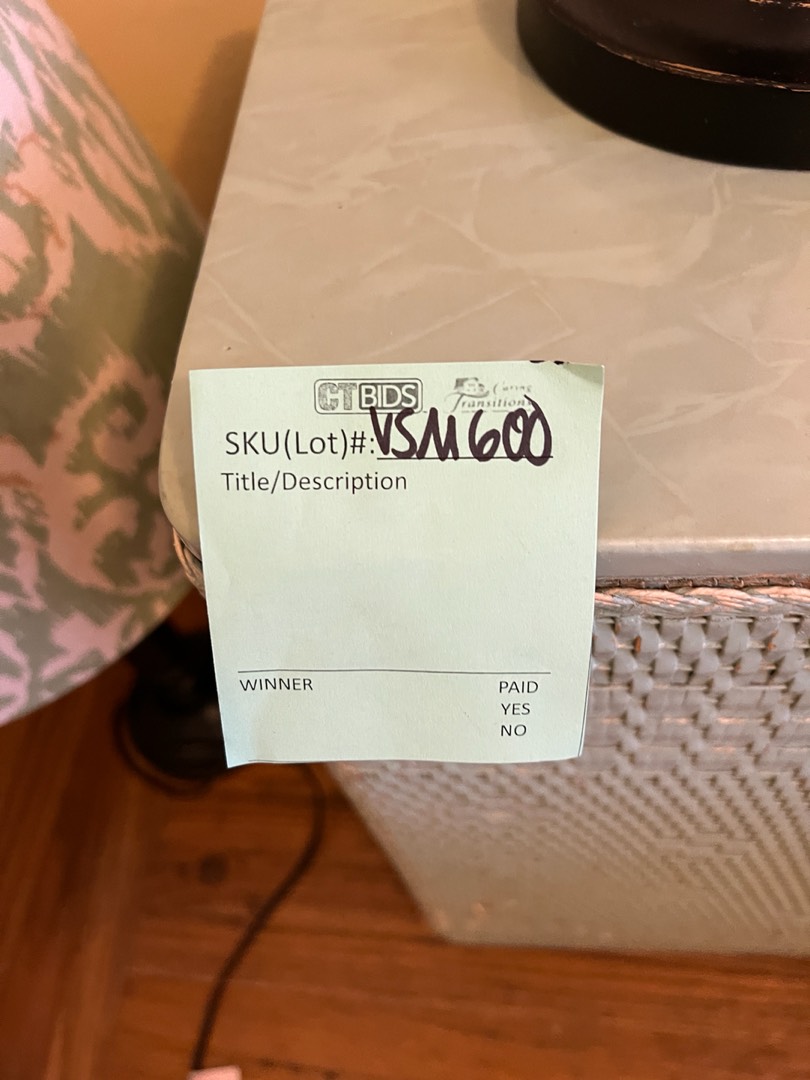 CTBIDS
Caring
Transitions
SKU(Lot)#: VSM600
Title/Description
WINNER
PAID
YES
NO